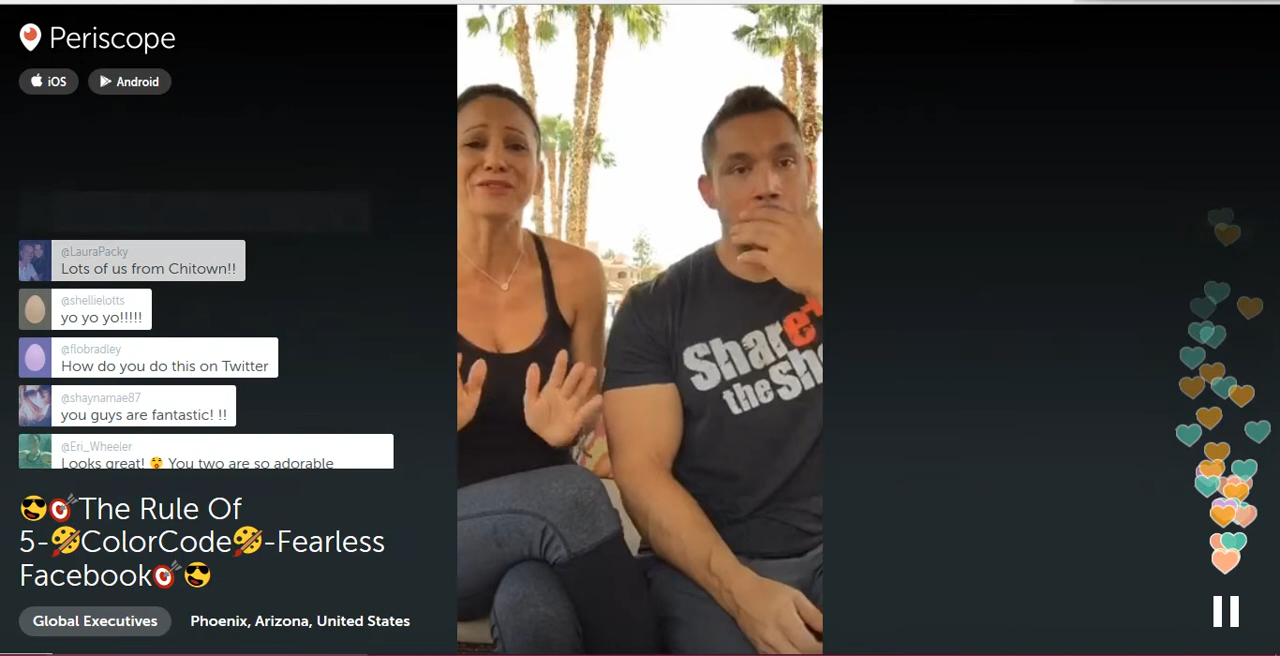 Periscope
iOS Android
@LauraPacky
Lots of us from Chitown!!
@shellielotts
yo yo yo!!!!!
@flobradley
How do you do this on Twitter
@shaynamae87
you guys are fantastic! !!
@Eri_Wheeler
Looks great! 😲 You two are so adorable
😎🎯The Rule Of
5-🎨ColorCode🎨-Fearless
Facebook🎯😎
Global Executives Phoenix, Arizona, United States
Share
the